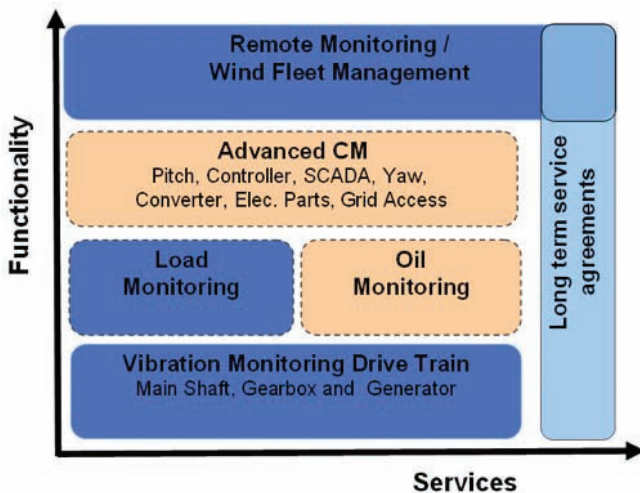 Remote Monitoring /
Wind Fleet Management
Advanced CM
Pitch, Controller, SCADA, Yaw,
Converter, Elec. Parts, Grid Access
Load
Monitoring
Oil
Monitoring
Vibration Monitoring Drive Train
Main Shaft, Gearbox and Generator
Long term service
agreements
Functionality
Services